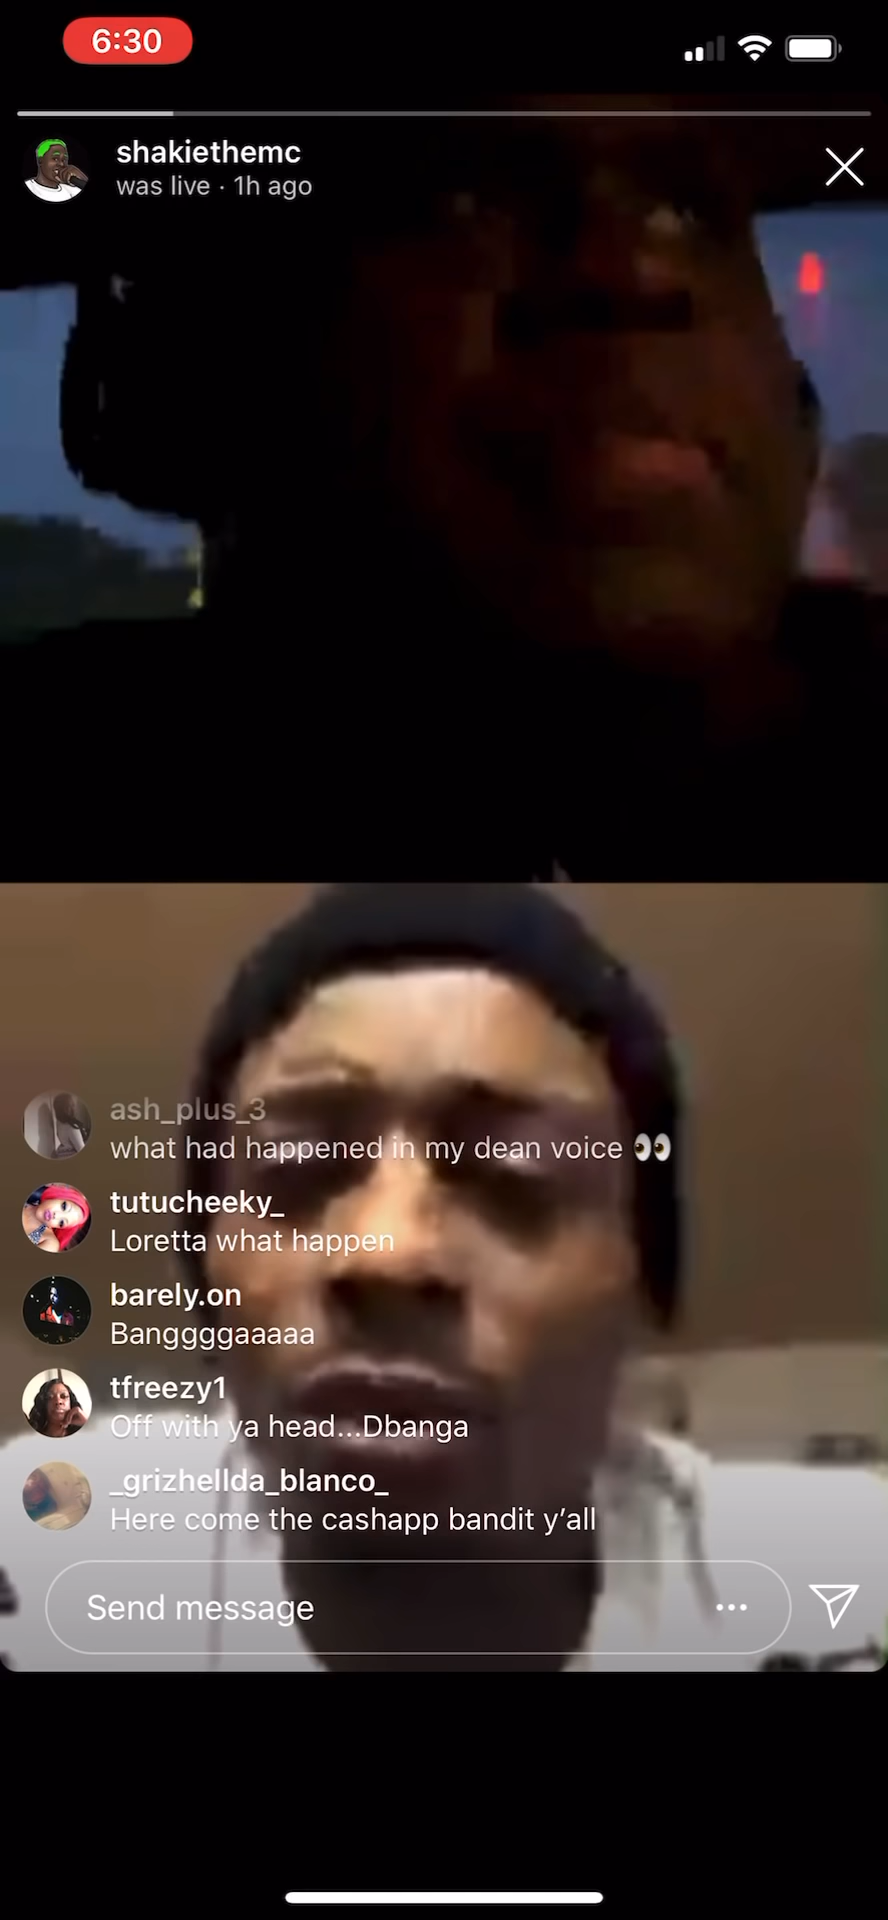 6:30
shakiethemc
was live · 1h ago
ash_plus_3
what had happened in my dean voice 👀
tutucheeky_
Loretta what happen
barely.on
Banggggaaaaa
tfreezy1
Off with ya head...Dbanga
_grizhellda_blanco_
Here come the cashapp bandit y’all
Send message